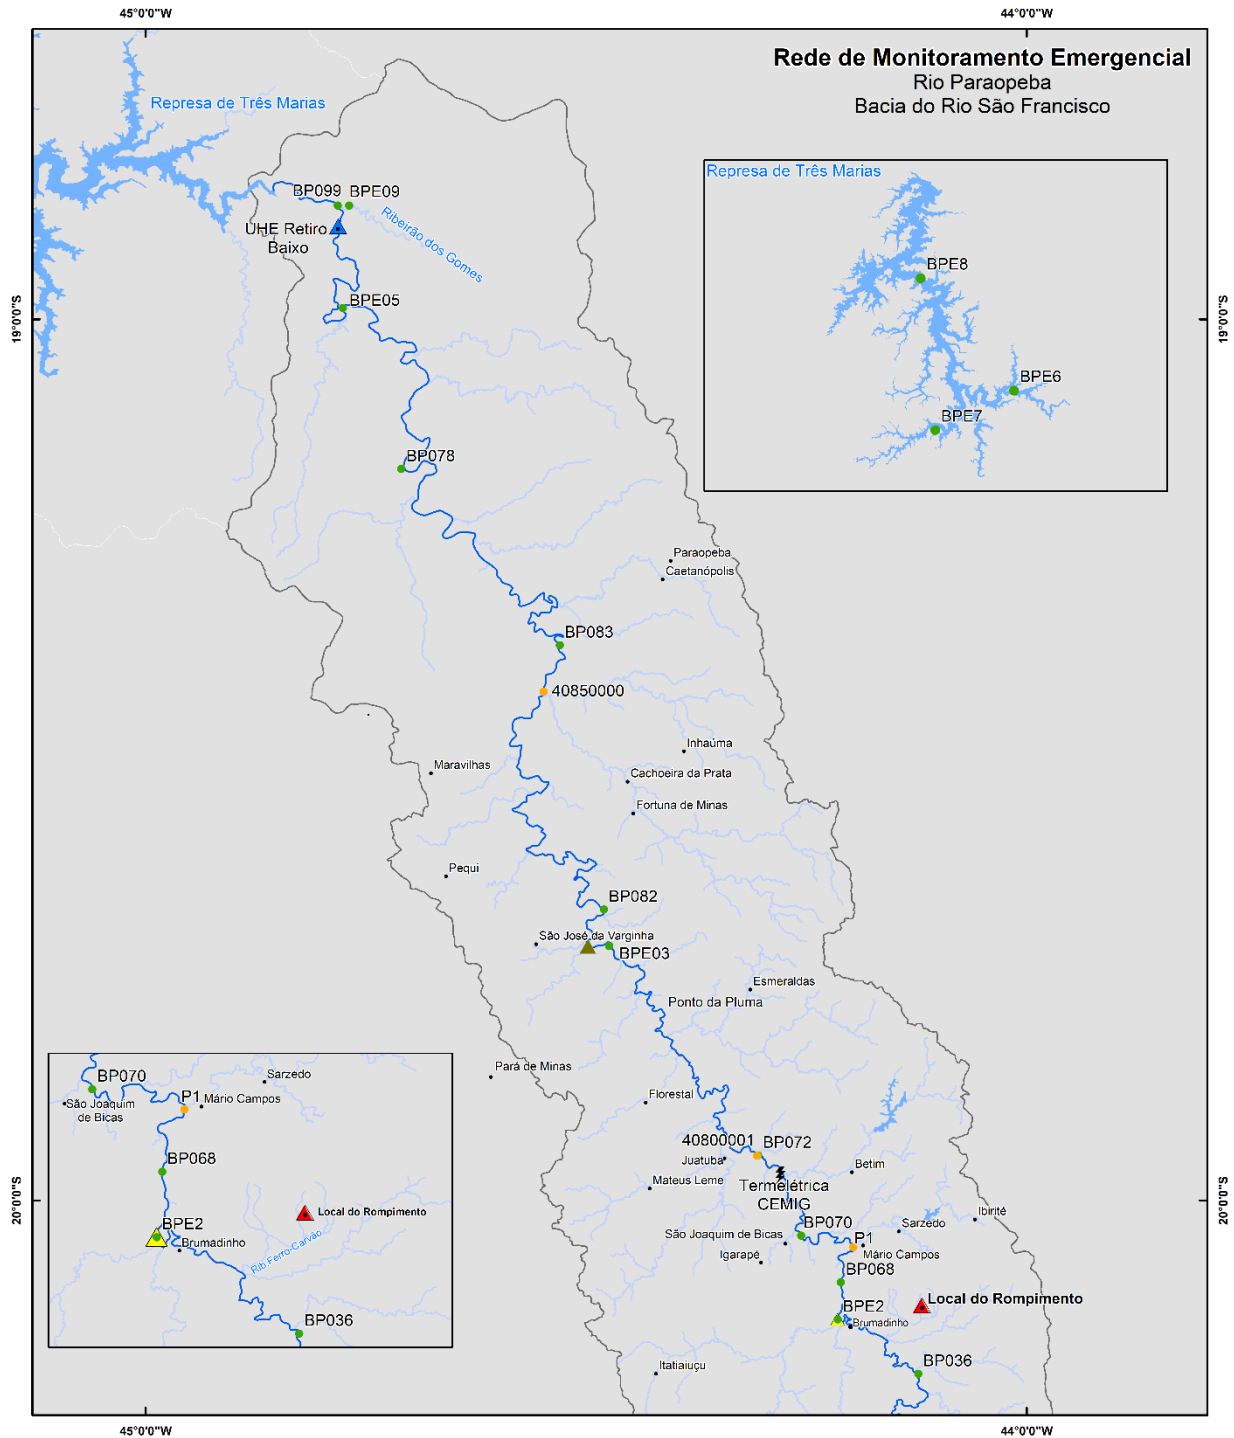 45°0'0"W
44°0'0"W
Rede de Monitoramento Emergencial
Rio Paraopeba
Bacia do Rio São Francisco
Represa de Três Marias
Represa de Três Marias
BP099
BPE09
Ribeirão dos Gomes
UHE Retiro
Baixo
BPE8
BPE05
19°0'0"S
19°0'0"S
BPE6
BPE7
BP078
Paraopeba
Caetanópolis
BP083
40850000
Inhaúma
Maravilhas
Cachoeira da Prata
Fortuna de Minas
Pequi
BP082
São José da Varginha
BPE03
Esmeraldas
Ponto da Pluma
Pará de Minas
Florestal
40800001
BP072
Juatuba
Betim
Mateus Leme
Termelétrica
CEMIG
20°0'0"S
20°0'0"S
Ibirité
BP070
Sarzedo
São Joaquim de Bicas
P1
Mário Campos
Igarapé
BP068
Local do Rompimento
BPE2
Brumadinho
BP036
Itatiaiuçu
BP070
Sarzedo
P1
Mário Campos
São Joaquim
de Bicas
BP068
Local do Rompimento
BPE2
Brumadinho
Rib.Ferro-Carvão
BP036
45°0'0"W
44°0'0"W